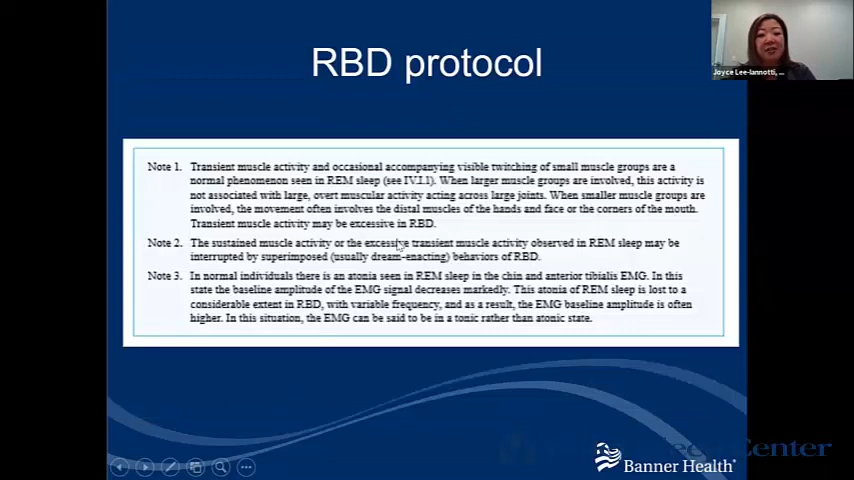 RBD protocol
Joyce Lee-Iannotti, ...
Note 1. Transient muscle activity and occasional accompanying visible twitching of small muscle groups are a
normal phenomenon seen in REM sleep (see IV.I.1). When larger muscle groups are involved, this activity is
not associated with large, overt muscular activity acting across large joints. When smaller muscle groups are
involved, the movement often involves the distal muscles of the hands and face or the corners of the mouth.
Transient muscle activity may be excessive in RBD.
Note 2. The sustained muscle activity or the excessive transient muscle activity observed in REM sleep may be
interrupted by superimposed (usually dream-enacting) behaviors of RBD.
Note 3. In normal individuals there is an atonia seen in REM sleep in the chin and anterior tibialis EMG. In this
state the baseline amplitude of the EMG signal decreases markedly. This atonia of REM sleep is lost to a
considerable extent in RBD, with variable frequency, and as a result, the EMG baseline amplitude is often
higher. In this situation, the EMG can be said to be in a tonic rather than atonic state.
Center
Banner Health